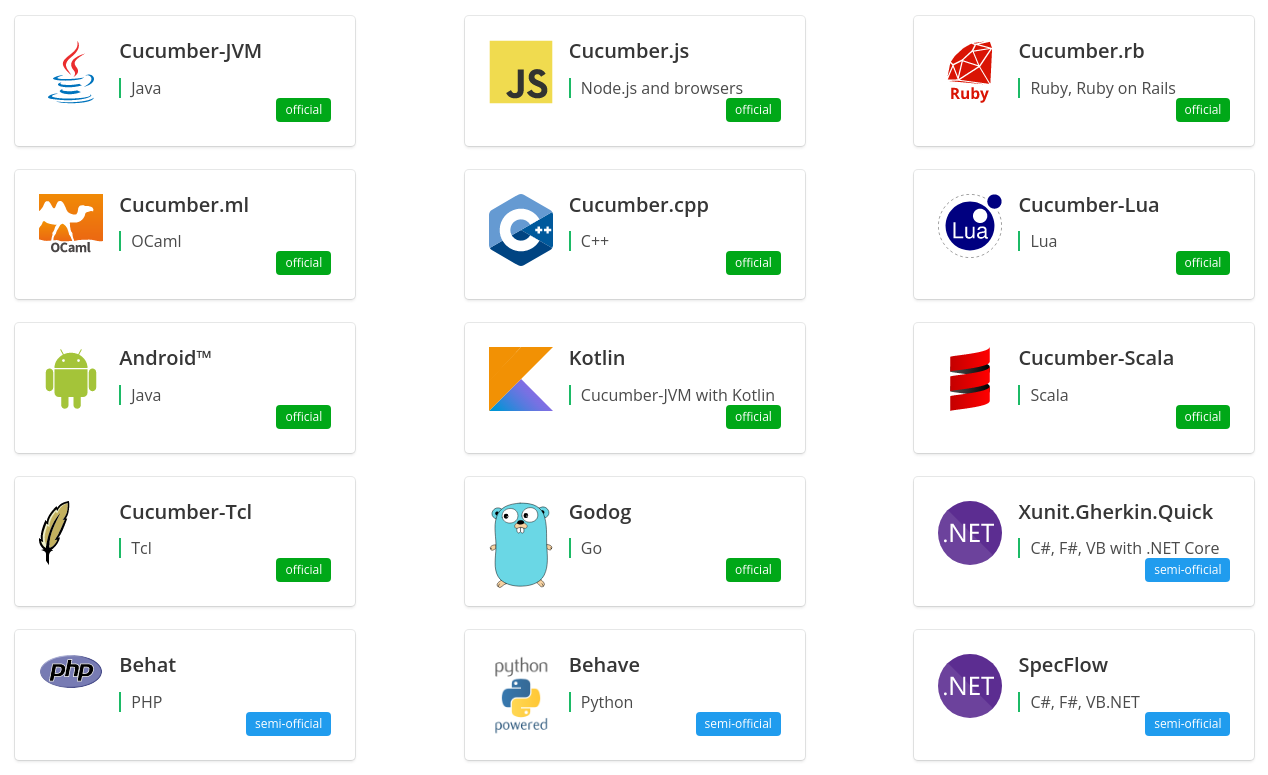 Cucumber-JVM
Java
official
JS
Cucumber.js
Node.js and browsers
official
Ruby
Cucumber.rb
Ruby, Ruby on Rails
official
OCaml
Cucumber.ml
OCaml
official
C++
Cucumber.cpp
C++
official
Lua
Cucumber-Lua
Lua
official
Android™
Java
official
Kotlin
Cucumber-JVM with Kotlin
official
Cucumber-Scala
Scala
official
Cucumber-Tcl
Tcl
official
Godog
Go
official
.NET
Xunit.Gherkin.Quick
C#, F#, VB with .NET Core
semi-official
php
Behat
PHP
semi-official
python
powered
Behave
Python
semi-official
.NET
SpecFlow
C#, F#, VB.NET
semi-official